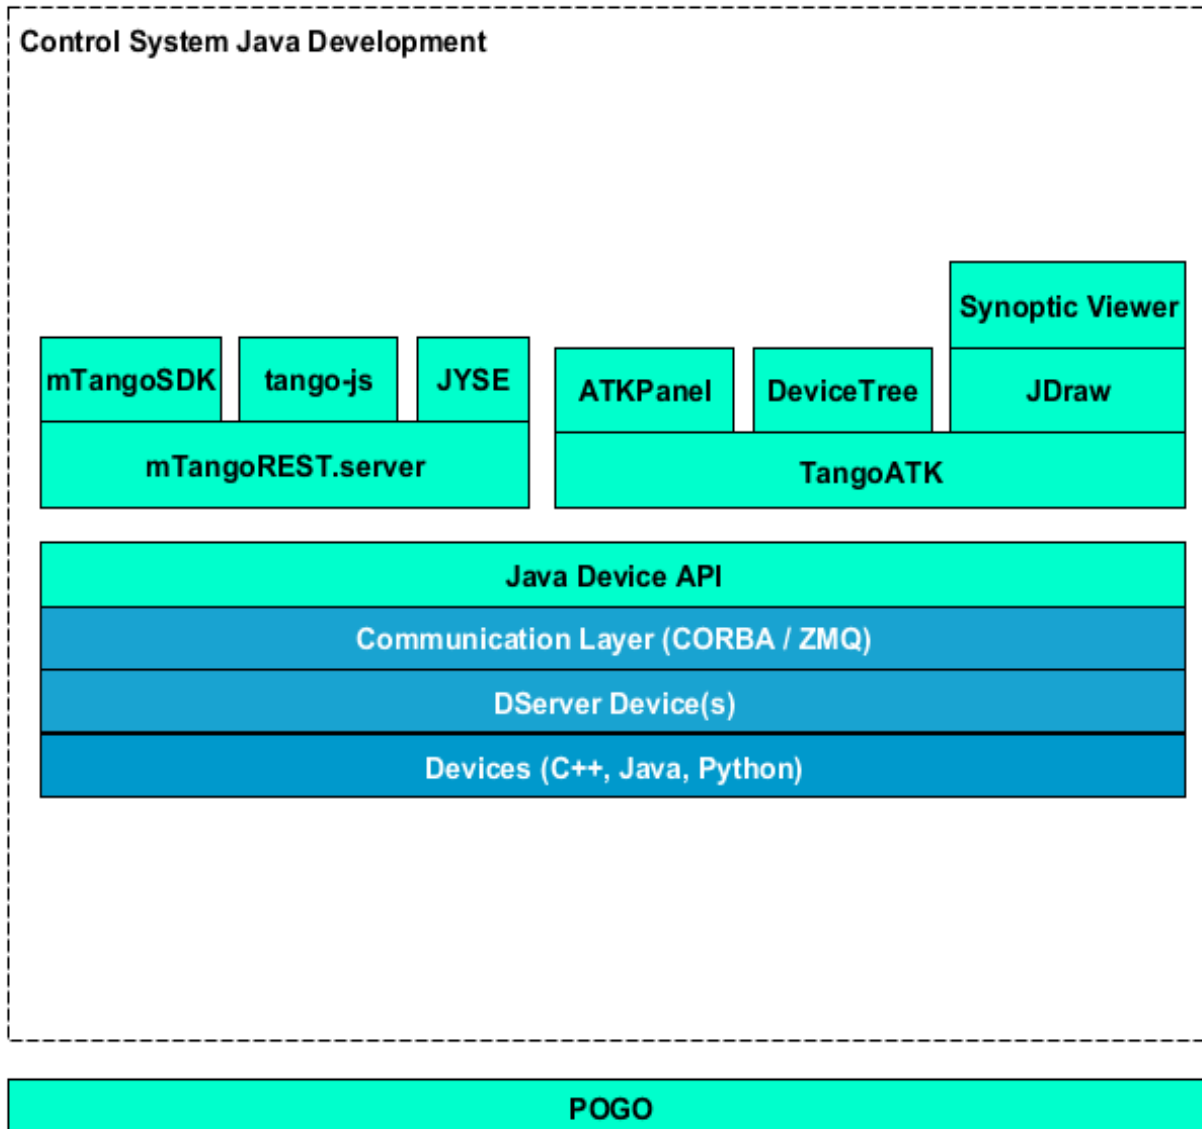 Control System Java Development
Synoptic Viewer
mTangoSDK
tango-js
JYSE
ATKPanel
DeviceTree
JDraw
mTangoREST.server
TangoATK
Java Device API
Communication Layer (CORBA / ZMQ)
DServer Device(s)
Devices (C++, Java, Python)
POGO